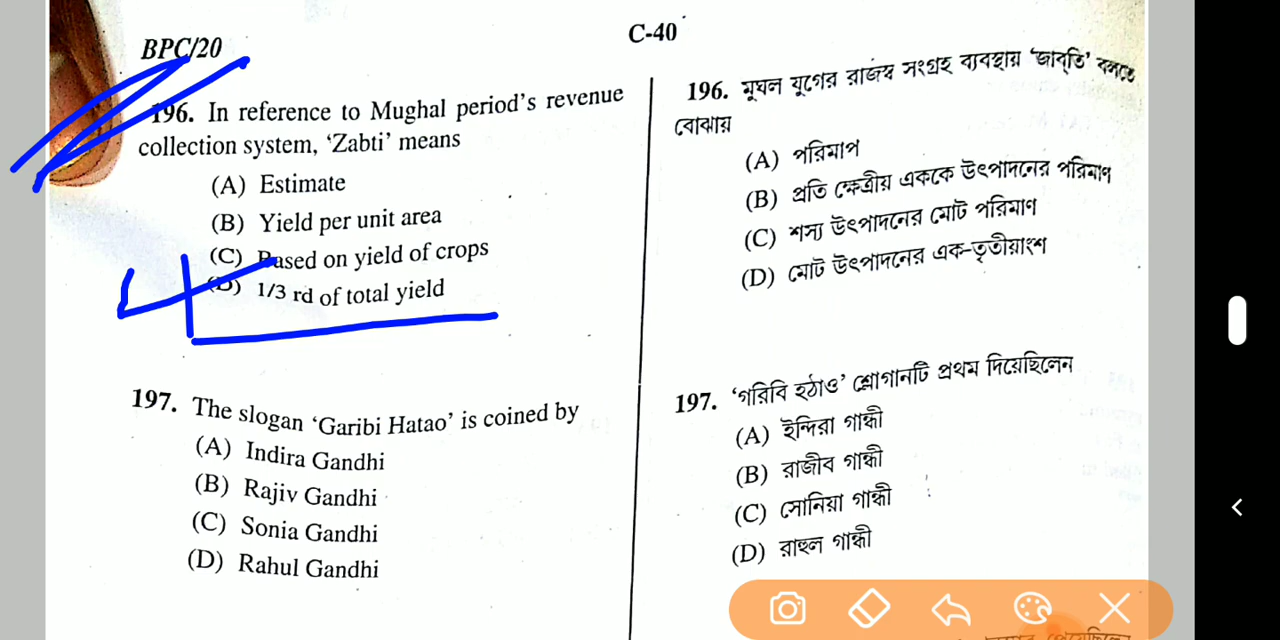 BPC/20
C-40
196. In reference to Mughal period's revenue
collection system, 'Zabti' means
(A) Estimate
(B) Yield per unit area
(C) Based on yield of crops
(D) 1/3 rd of total yield
197. The slogan 'Garibi Hatao' is coined by
(A) Indira Gandhi
(B) Rajiv Gandhi
(C) Sonia Gandhi
(D) Rahul Gandhi
196. মুঘল যুগের রাজস্ব সংগ্রহ ব্যবস্থায় 'জাব্‌তি' বলতে
বোঝায়
(A) পরিমাপ
(B) প্রতি ক্ষেত্রীয় এককে উৎপাদনের পরিমাণ
(C) শস্য উৎপাদনের মোট পরিমাণ
(D) মোট উৎপাদনের এক-তৃতীয়াংশ
197. 'গরিবি হঠাও' শ্লোগানটি প্রথম দিয়েছিলেন
(A) ইন্দিরা গান্ধী
(B) রাজীব গান্ধী
(C) সোনিয়া গান্ধী
(D) রাহুল গান্ধী